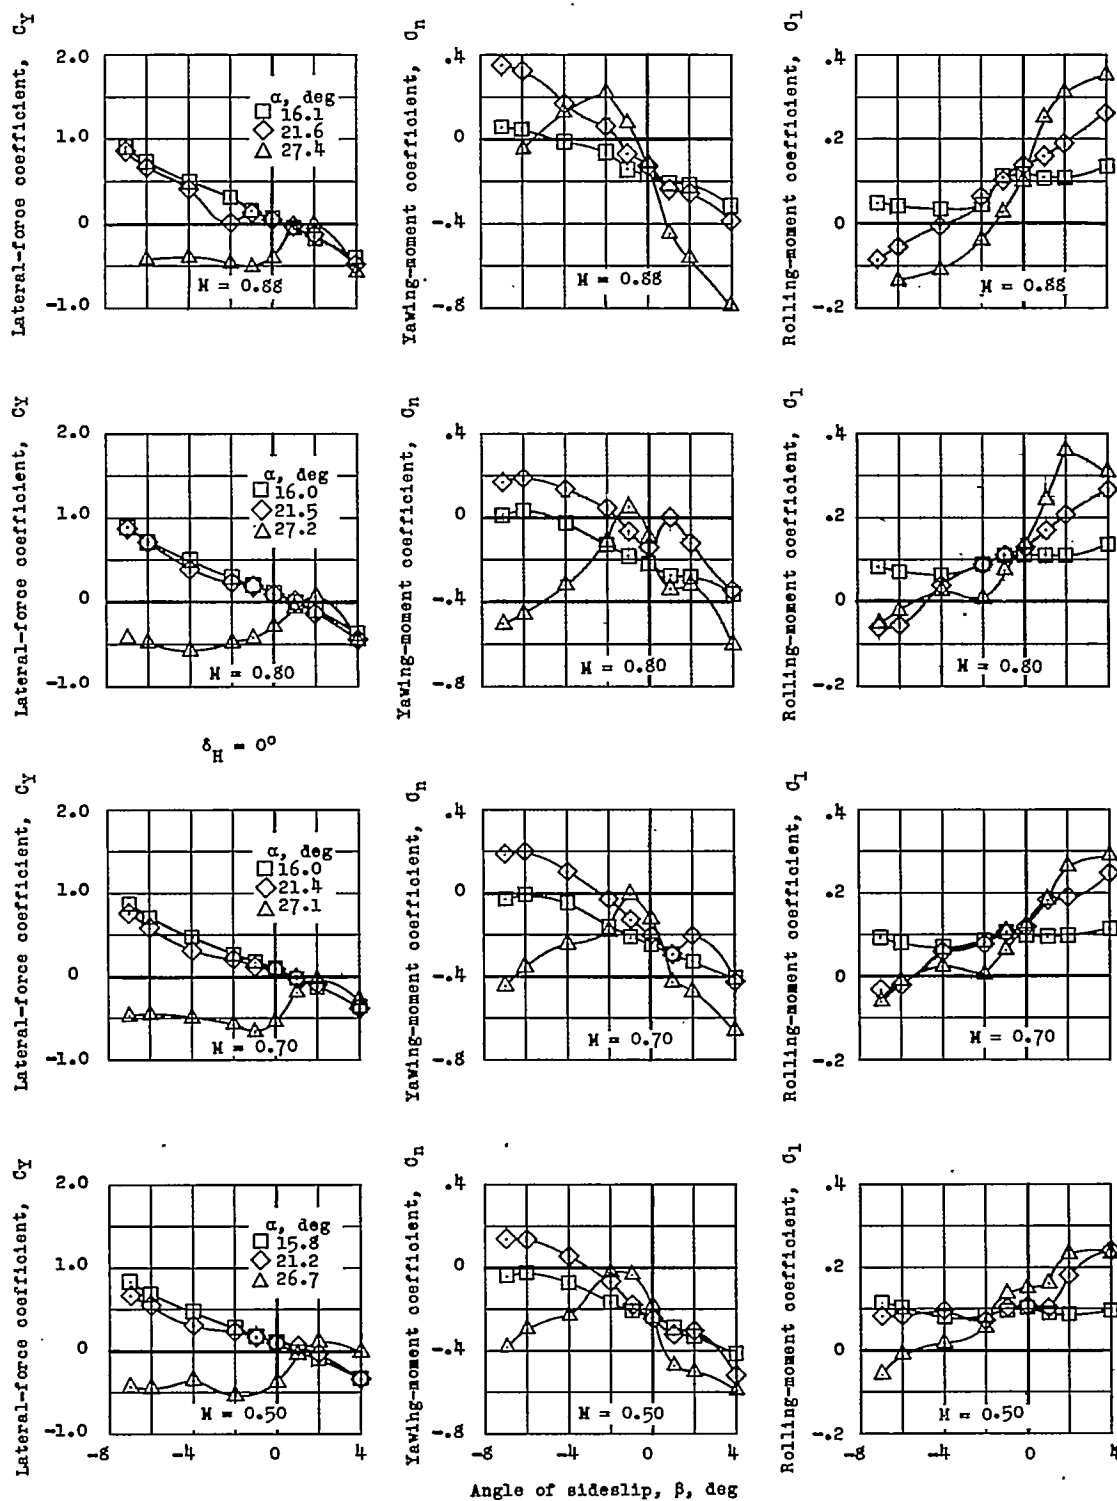 Lateral-force coefficient, CY
2.0
1.0
0
-1.0
α, deg
16.1
21.6
27.4
M = 0.88
Yawing-moment coefficient, Cn
.4
0
-.4
-.8
M = 0.88
Rolling-moment coefficient, Cl
.4
.2
0
-.2
M = 0.88
Lateral-force coefficient, CY
2.0
1.0
0
-1.0
α, deg
16.0
21.5
27.2
M = 0.80
Yawing-moment coefficient, Cn
.4
0
-.4
-.8
M = 0.80
Rolling-moment coefficient, Cl
.4
.2
0
-.2
M = 0.80
δH = 0°
Lateral-force coefficient, CY
2.0
1.0
0
-1.0
α, deg
16.0
21.4
27.1
M = 0.70
Yawing-moment coefficient, Cn
.4
0
-.4
-.8
M = 0.70
Rolling-moment coefficient, Cl
.4
.2
0
-.2
M = 0.70
Lateral-force coefficient, CY
2.0
1.0
0
-1.0
α, deg
15.8
21.2
26.7
M = 0.50
-8 -4 0 4
Yawing-moment coefficient, Cn
.4
0
-.4
-.8
M = 0.50
-8 -4 0 4
Rolling-moment coefficient, Cl
.4
.2
0
-.2
M = 0.50
-8 -4 0 4
Angle of sideslip, β, deg